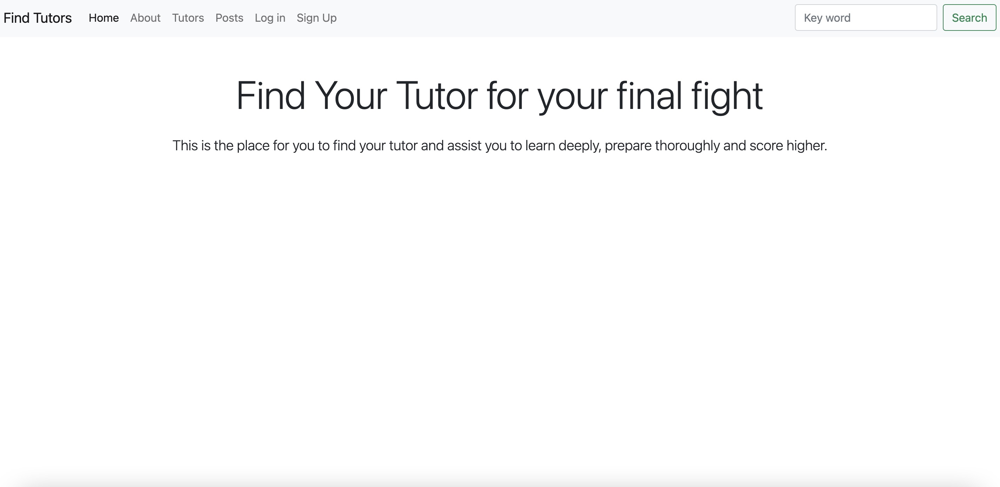 Find Tutors Home About Tutors Posts Log in Sign Up Key word Search
Find Your Tutor for your final fight
This is the place for you to find your tutor and assist you to learn deeply, prepare thoroughly and score higher.